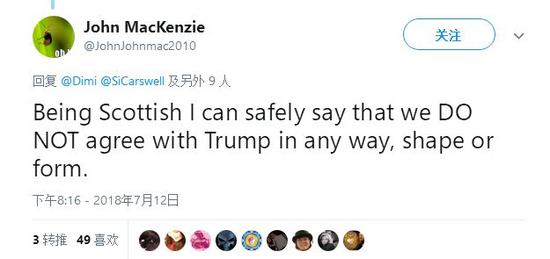 John MacKenzie
@JohnJohnmac2010
关注
回复 @Dimi @SiCarswell 及另外 9 人
Being Scottish I can safely say that we DO
NOT agree with Trump in any way, shape or
form.
下午8:16 - 2018年7月12日
3 转推 49 喜欢